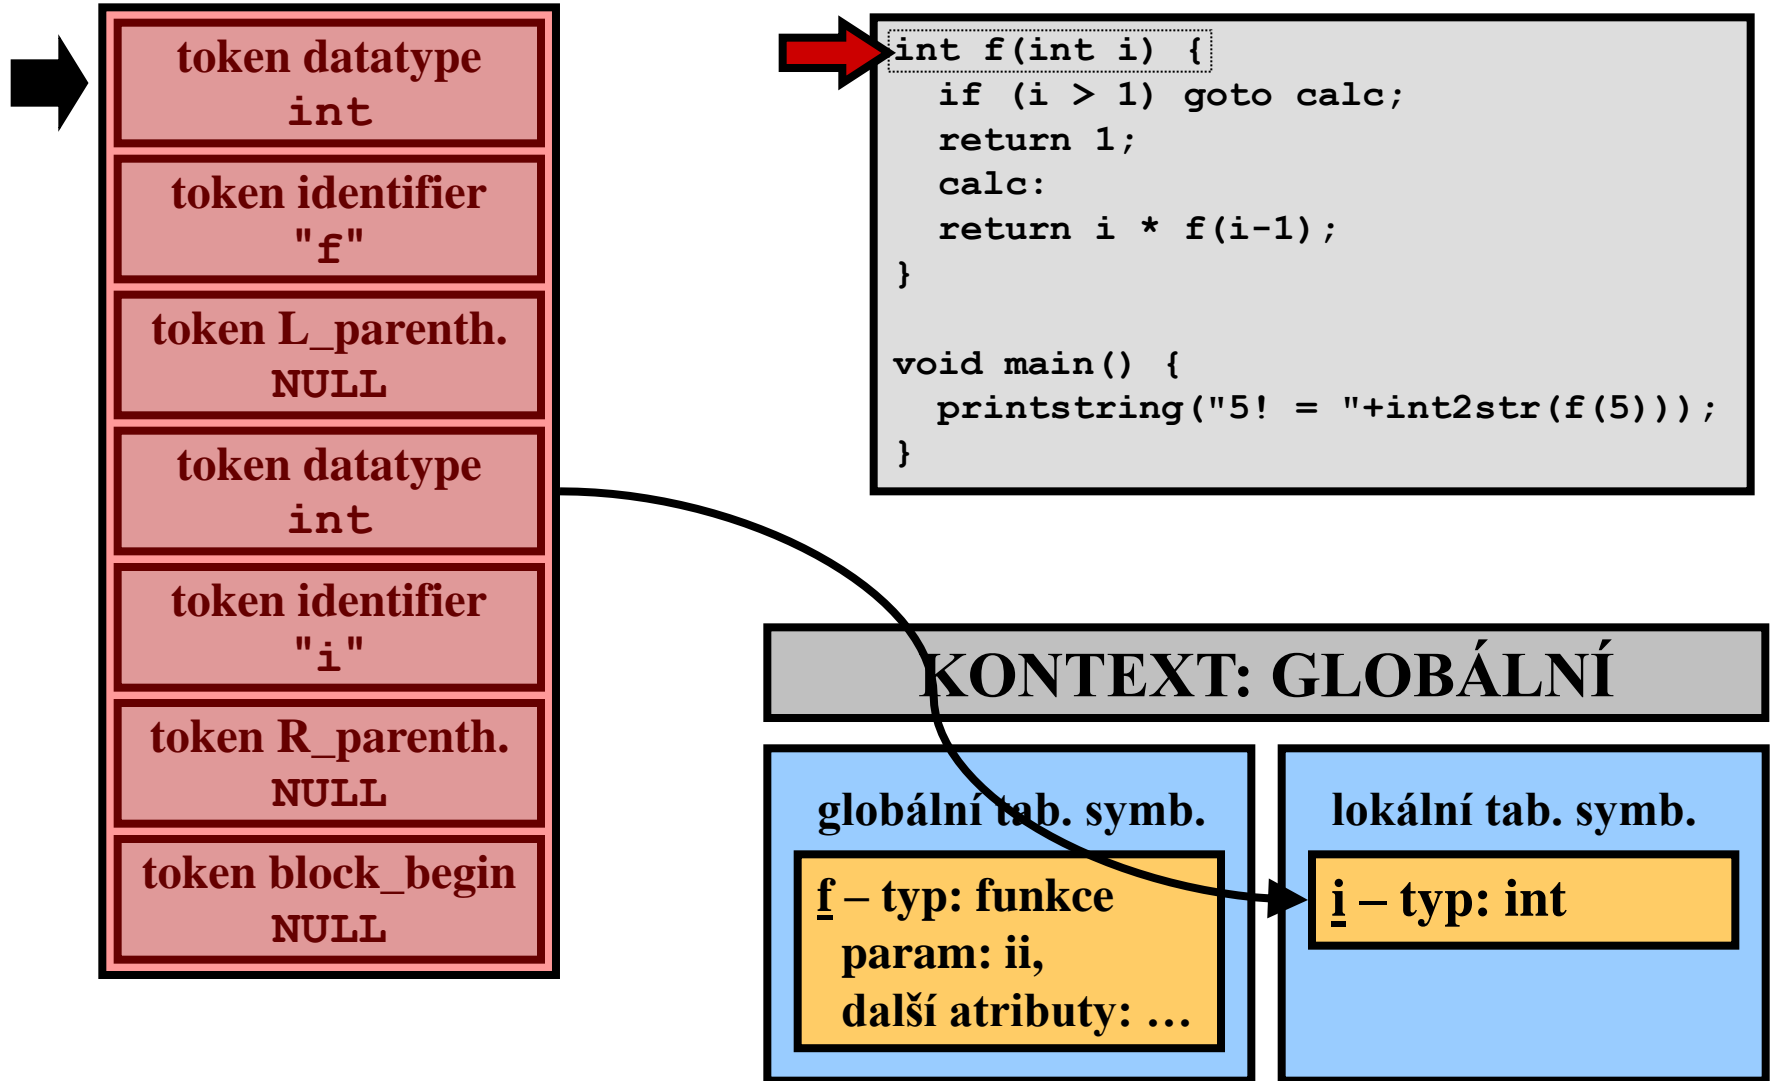 token datatype
int
token identifier
"f"
token L_parenth.
NULL
token datatype
int
token identifier
"i"
token R_parenth.
NULL
token block_begin
NULL
int f(int i) {
  if (i > 1) goto calc;
  return 1;
  calc:
  return i * f(i-1);
}
void main() {
  printstring("5! = "+int2str(f(5)));
}
KONTEXT: GLOBÁLNÍ
globální tab. symb.
f – typ: funkce
param: ii,
další atributy: …
lokální tab. symb.
i – typ: int